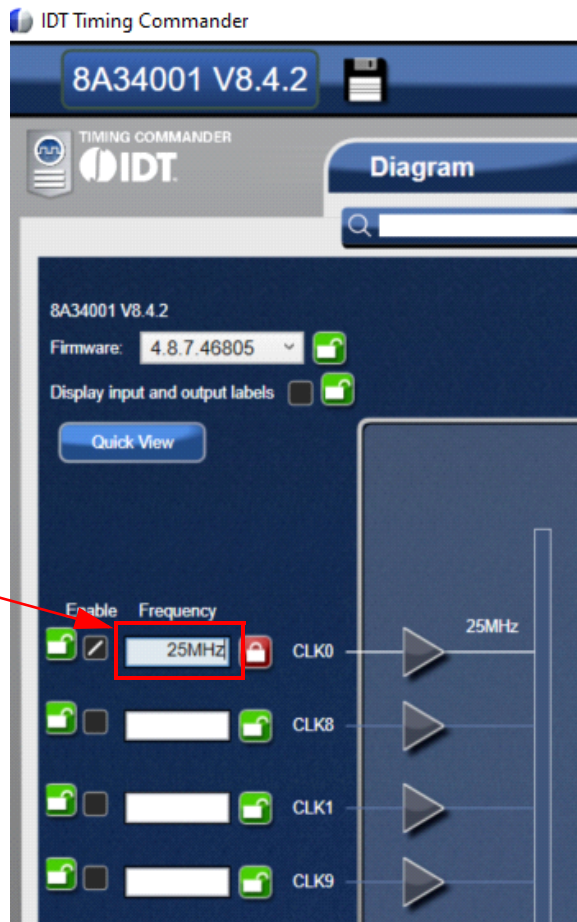 IDT Timing Commander
8A34001 V8.4.2
TIMING COMMANDER
IDT.
Diagram
8A34001 V8.4.2
Firmware: 4.8.7.46805
Display input and output labels
Quick View
Enable Frequency
25MHz CLK0 25MHz
CLK8
CLK1
CLK9